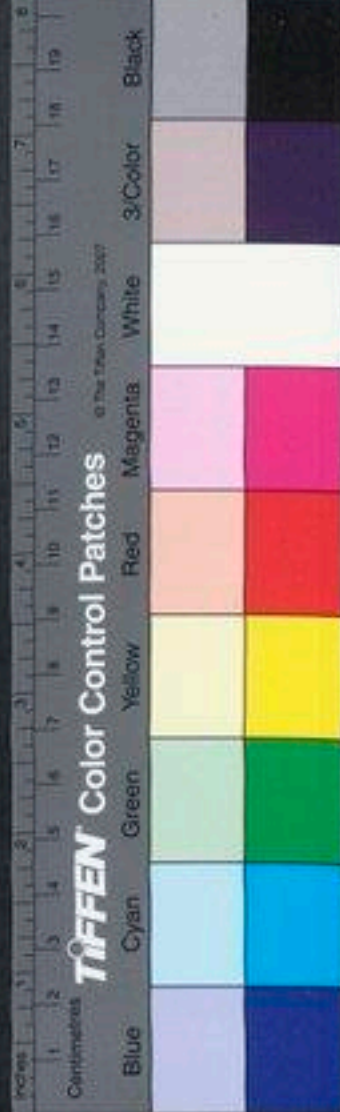 Inches 1 2 3 4 5 6 7 8
Centimetres 1 2 3 4 5 6 7 8 9 10 11 12 13 14 15 16 17 18 19
TIFFEN® Color Control Patches
© The Tiffen Company, 2007
Blue Cyan Green Yellow Red Magenta White 3/Color Black